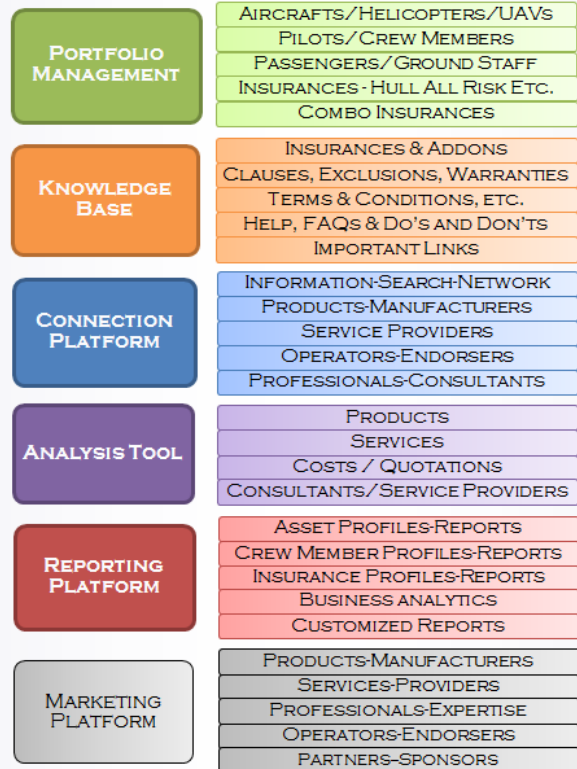 Portfolio
Management
Aircrafts/Helicopters/UAVs
Pilots/Crew Members
Passengers/Ground Staff
Insurances - Hull All Risk Etc.
Combo Insurances
Knowledge
Base
Insurances & Addons
Clauses, Exclusions, Warranties
Terms & Conditions, etc.
Help, FAQs & Do's and Don'ts
Important Links
Connection
Platform
Information-Search-Network
Products-Manufacturers
Service Providers
Operators-Endorsers
Professionals-Consultants
Analysis Tool
Products
Services
Costs / Quotations
Consultants/Service Providers
Reporting
Platform
Asset Profiles-Reports
Crew Member Profiles-Reports
Insurance Profiles-Reports
Business analytics
Customized Reports
Marketing
Platform
Products-Manufacturers
Services-Providers
Professionals-Expertise
Operators-Endorsers
Partners–Sponsors